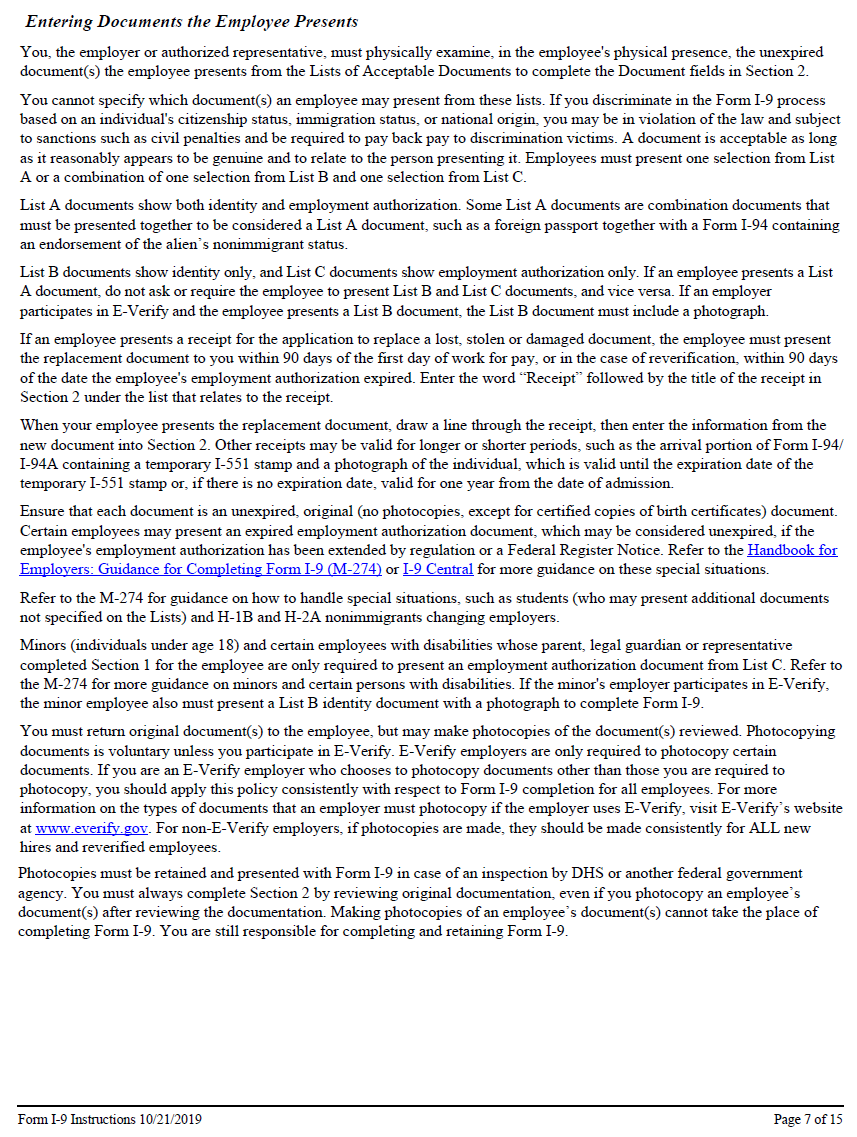 Entering Documents the Employee Presents
You, the employer or authorized representative, must physically examine, in the employee's physical presence, the unexpired
document(s) the employee presents from the Lists of Acceptable Documents to complete the Document fields in Section 2.
You cannot specify which document(s) an employee may present from these lists. If you discriminate in the Form I-9 process
based on an individual's citizenship status, immigration status, or national origin, you may be in violation of the law and subject
to sanctions such as civil penalties and be required to pay back pay to discrimination victims. A document is acceptable as long
as it reasonably appears to be genuine and to relate to the person presenting it. Employees must present one selection from List
A or a combination of one selection from List B and one selection from List C.
List A documents show both identity and employment authorization. Some List A documents are combination documents that
must be presented together to be considered a List A document, such as a foreign passport together with a Form I-94 containing
an endorsement of the alien's nonimmigrant status.
List B documents show identity only, and List C documents show employment authorization only. If an employee presents a List
A document, do not ask or require the employee to present List B and List C documents, and vice versa. If an employer
participates in E-Verify and the employee presents a List B document, the List B document must include a photograph.
If an employee presents a receipt for the application to replace a lost, stolen or damaged document, the employee must present
the replacement document to you within 90 days of the first day of work for pay, or in the case of reverification, within 90 days
of the date the employee's employment authorization expired. Enter the word “Receipt” followed by the title of the receipt in
Section 2 under the list that relates to the receipt.
When your employee presents the replacement document, draw a line through the receipt, then enter the information from the
new document into Section 2. Other receipts may be valid for longer or shorter periods, such as the arrival portion of Form I-94/
I-94A containing a temporary I-551 stamp and a photograph of the individual, which is valid until the expiration date of the
temporary I-551 stamp or, if there is no expiration date, valid for one year from the date of admission.
Ensure that each document is an unexpired, original (no photocopies, except for certified copies of birth certificates) document.
Certain employees may present an expired employment authorization document, which may be considered unexpired, if the
employee's employment authorization has been extended by regulation or a Federal Register Notice. Refer to the Handbook for
Employers: Guidance for Completing Form I-9 (M-274) or I-9 Central for more guidance on these special situations.
Refer to the M-274 for guidance on how to handle special situations, such as students (who may present additional documents
not specified on the Lists) and H-1B and H-2A nonimmigrants changing employers.
Minors (individuals under age 18) and certain employees with disabilities whose parent, legal guardian or representative
completed Section 1 for the employee are only required to present an employment authorization document from List C. Refer to
the M-274 for more guidance on minors and certain persons with disabilities. If the minor's employer participates in E-Verify,
the minor employee also must present a List B identity document with a photograph to complete Form I-9.
You must return original document(s) to the employee, but may make photocopies of the document(s) reviewed. Photocopying
documents is voluntary unless you participate in E-Verify. E-Verify employers are only required to photocopy certain
documents. If you are an E-Verify employer who chooses to photocopy documents other than those you are required to
photocopy, you should apply this policy consistently with respect to Form I-9 completion for all employees. For more
information on the types of documents that an employer must photocopy if the employer uses E-Verify, visit E-Verify's website
at www.everify.gov. For non-E-Verify employers, if photocopies are made, they should be made consistently for ALL new
hires and reverified employees.
Photocopies must be retained and presented with Form I-9 in case of an inspection by DHS or another federal government
agency. You must always complete Section 2 by reviewing original documentation, even if you photocopy an employee's
document(s) after reviewing the documentation. Making photocopies of an employee's document(s) cannot take the place of
completing Form I-9. You are still responsible for completing and retaining Form I-9.
Form I-9 Instructions 10/21/2019
Page 7 of 15